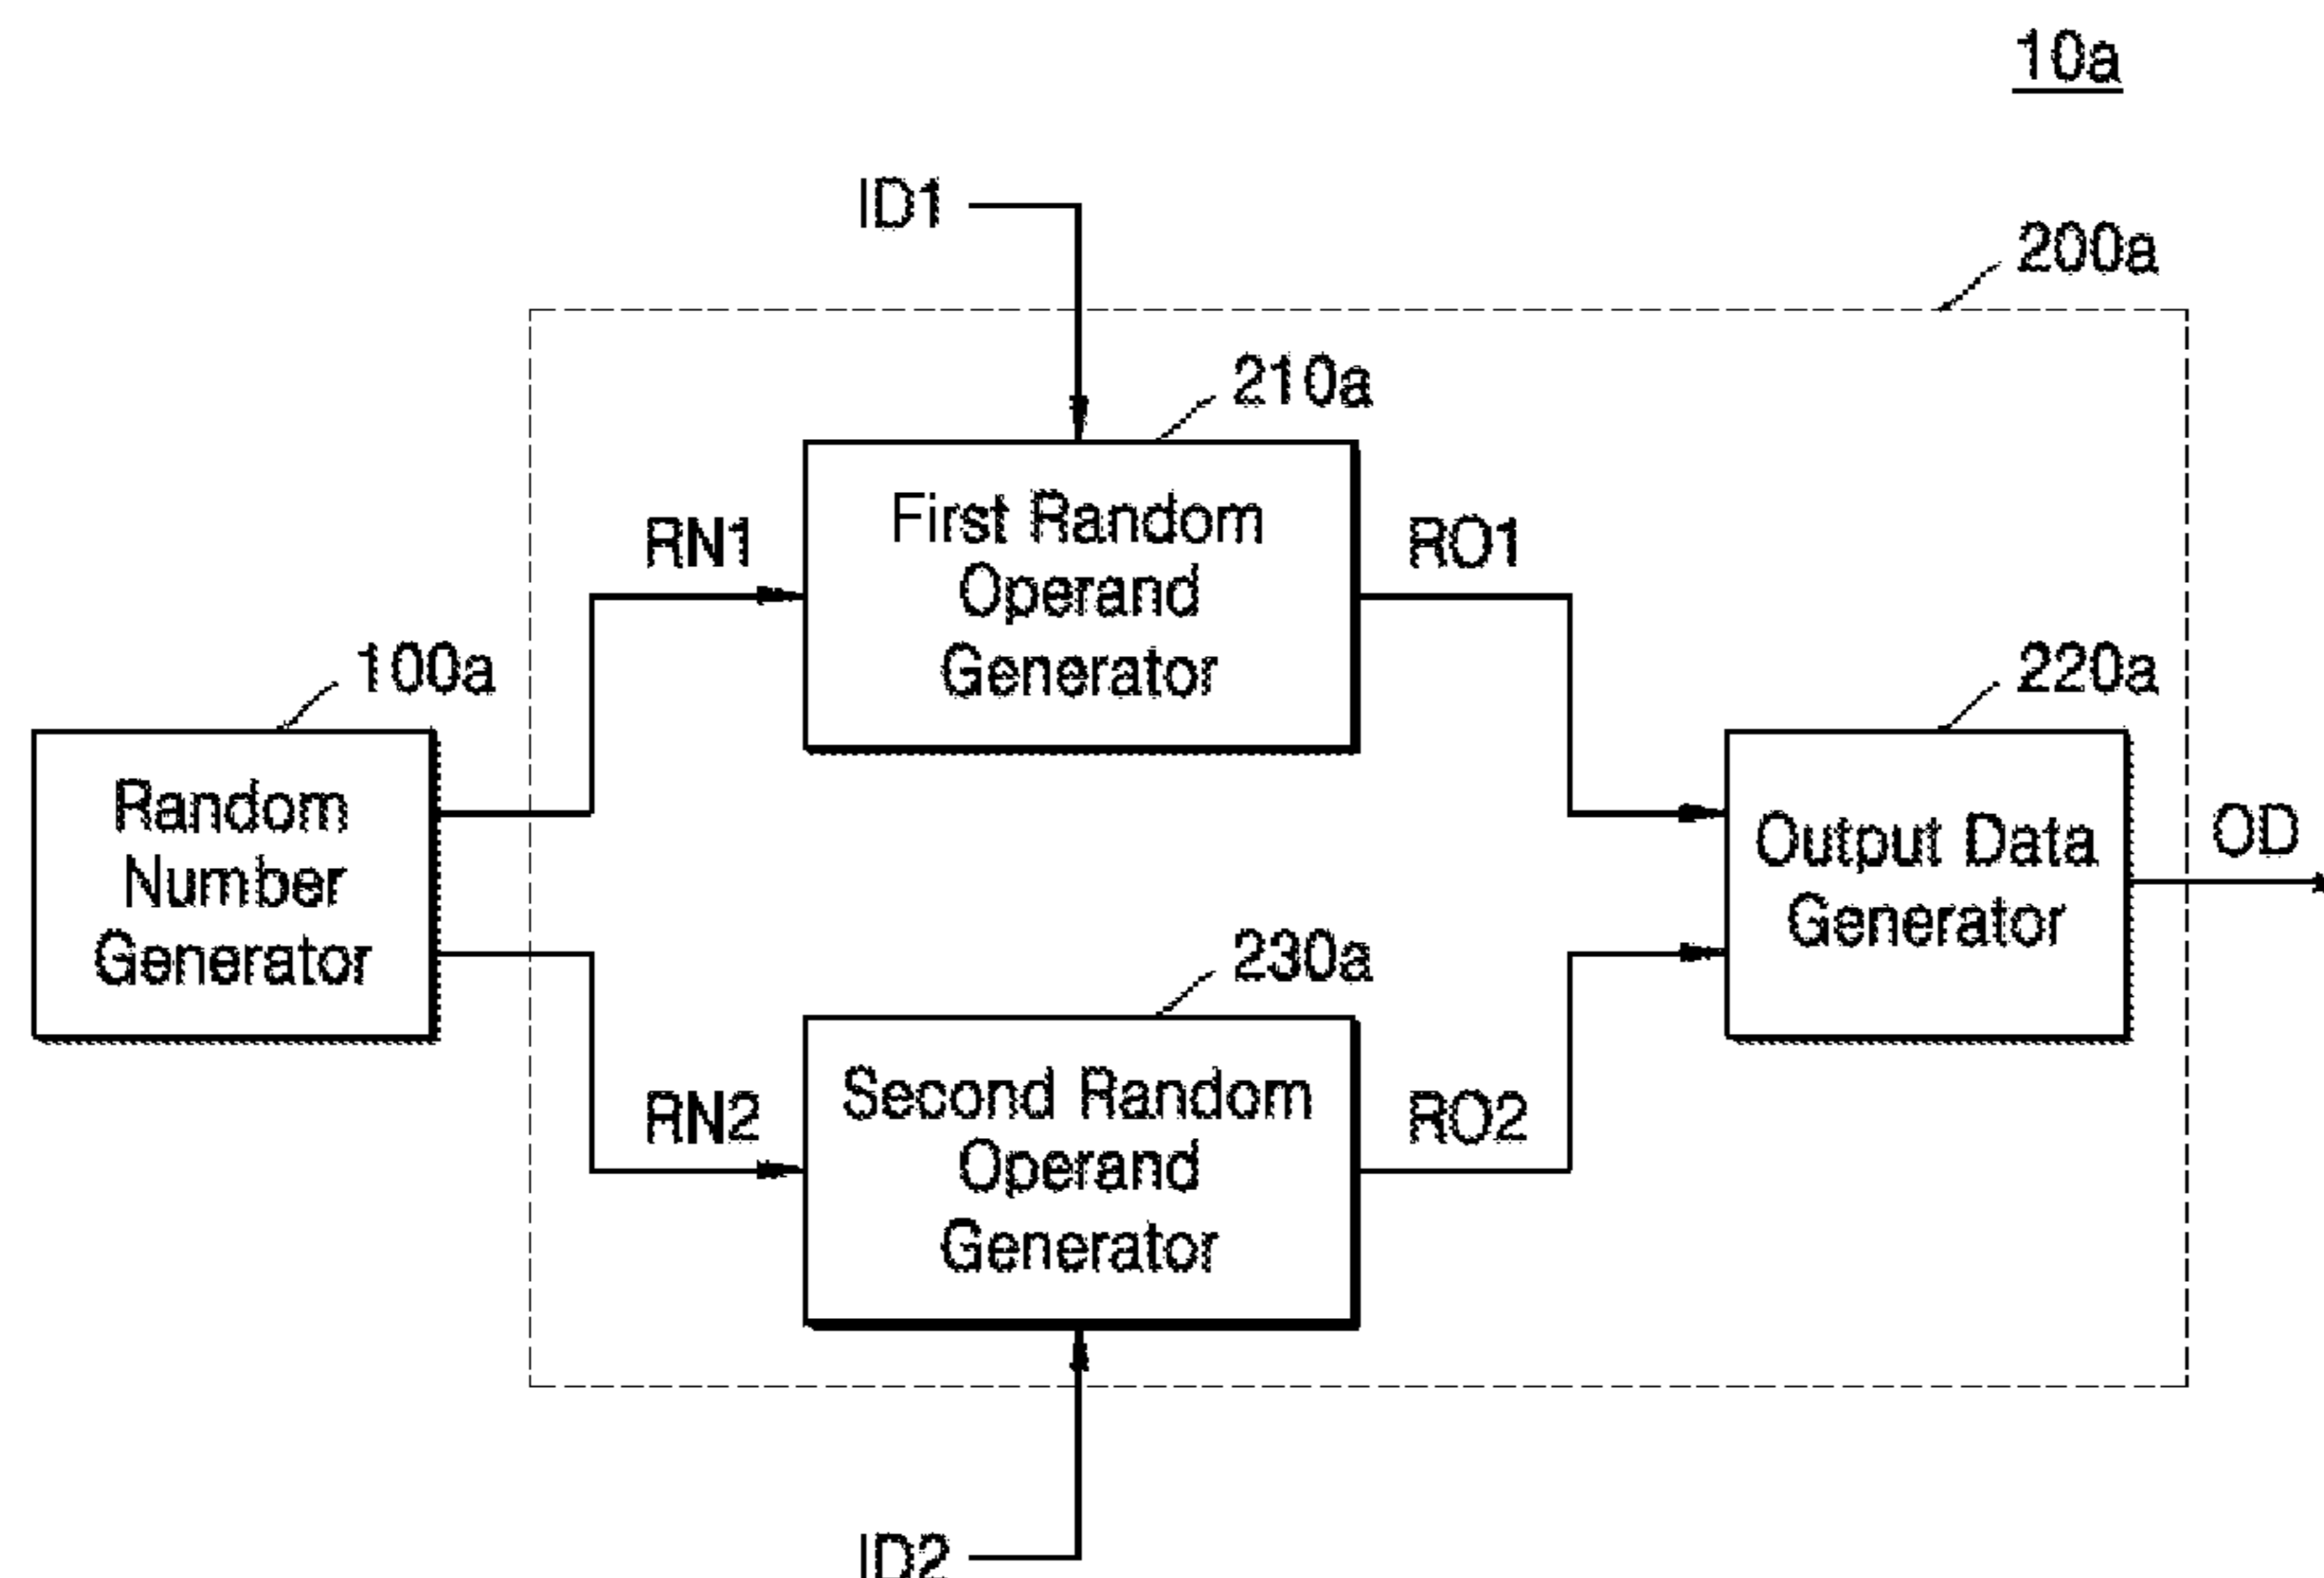 10a
ID1
200a
210a
First Random
Operand
Generator
RN1
RO1
100a
220a
Random
Number
Generator
Output Data
Generator
OD
230a
Second Random
Operand
Generator
RN2
RO2
ID2